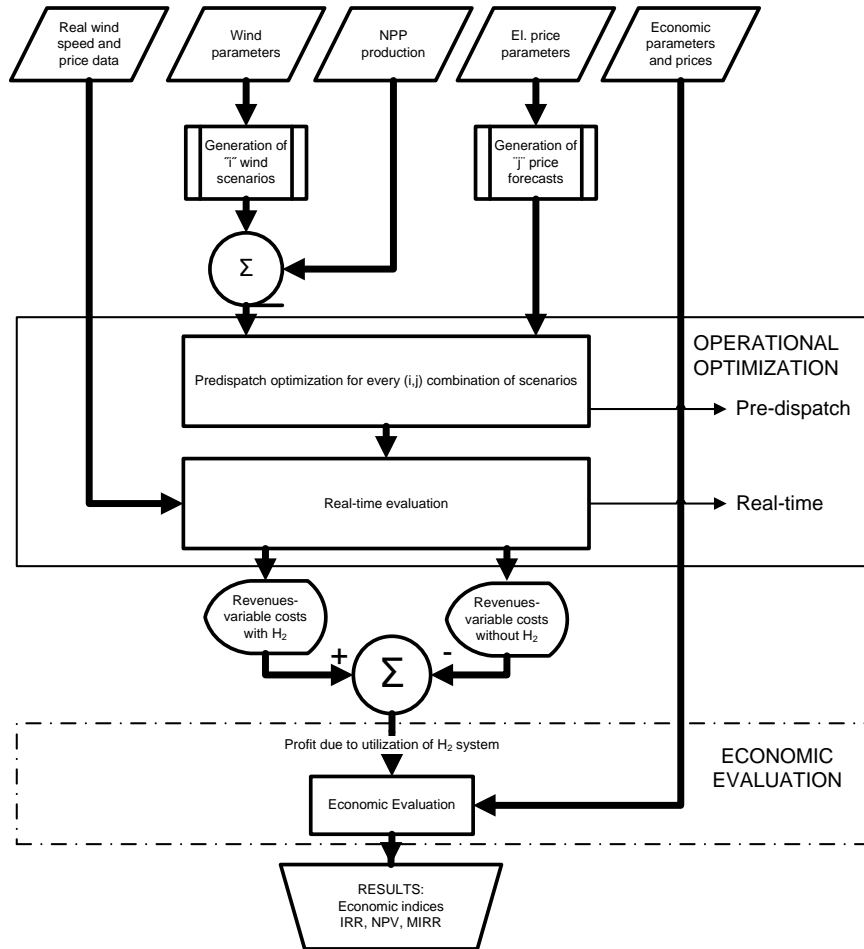 Real wind
speed and
price data
Wind
parameters
NPP
production
El. price
parameters
Economic
parameters
and prices
Generation of
˝i˝ wind
scenarios
Generation of
¨j¨ price
forecasts
Σ
OPERATIONAL
OPTIMIZATION
Predispatch optimization for every (i,j) combination of scenarios
Pre-dispatch
Real-time evaluation
Real-time
Revenues-
variable costs
with H₂
Revenues-
variable costs
without H₂
+
-
Σ
Profit due to utilization of H₂ system
ECONOMIC
EVALUATION
Economic Evaluation
RESULTS:
Economic indices
IRR, NPV, MIRR